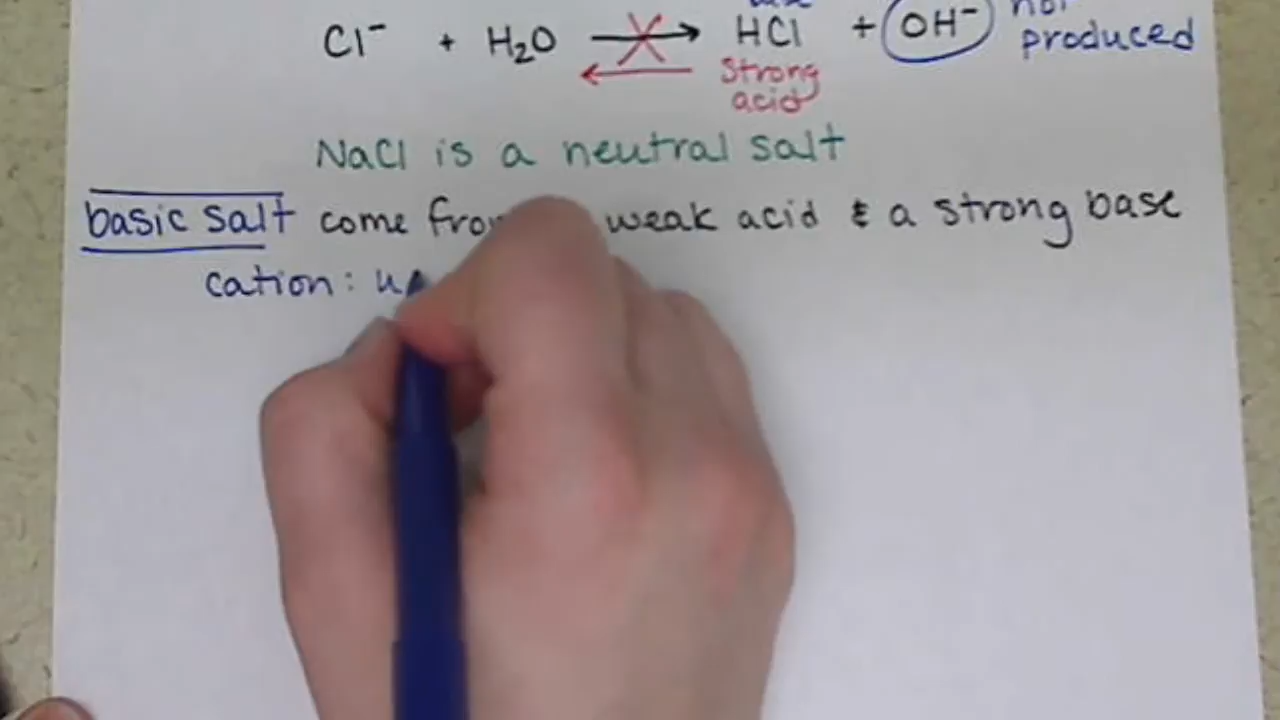 Cl⁻ + H₂O → HCl + OH⁻ not produced
Strong acid
NaCl is a neutral salt
basic salt come from weak acid & a strong base
cation: